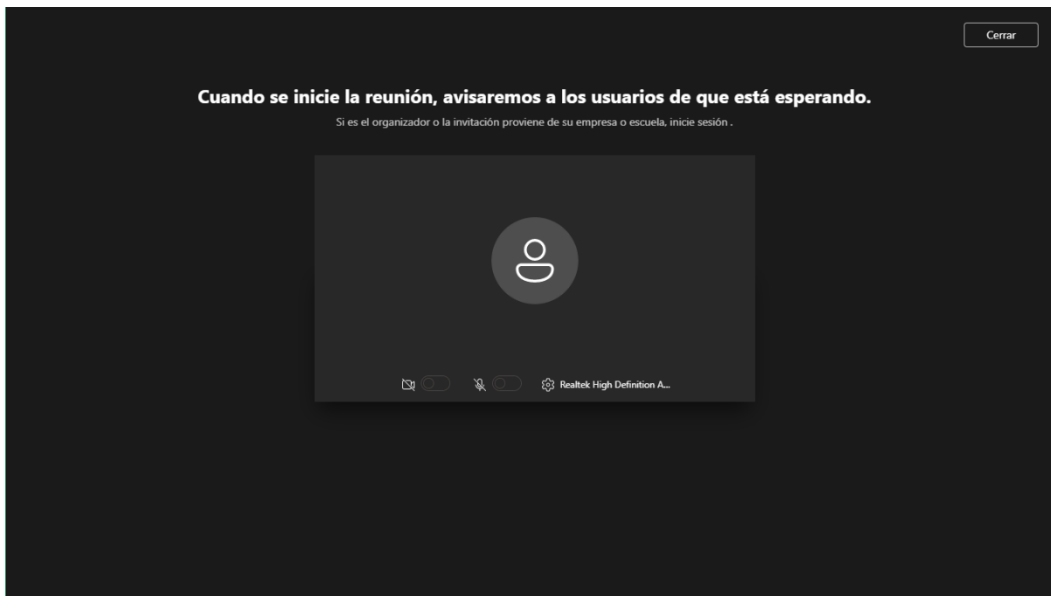 Cerrar
Cuando se inicie la reunión, avisaremos a los usuarios de que está esperando.
Si es el organizador o la invitación proviene de su empresa o escuela, inicie sesión .
Realtek High Definition A...